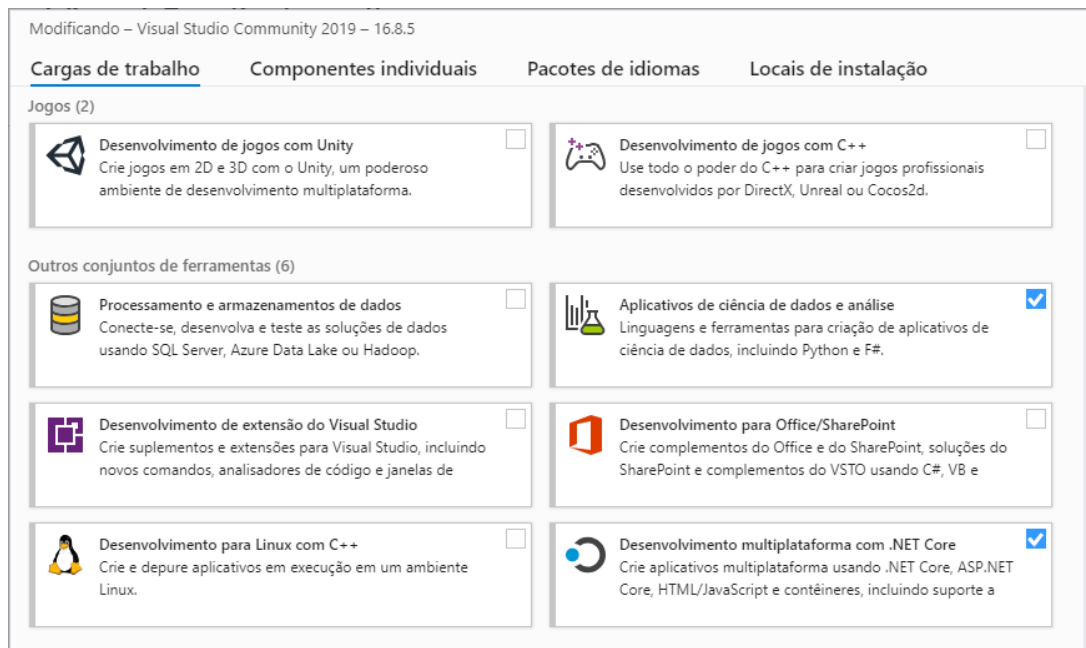 Modificando – Visual Studio Community 2019 – 16.8.5
Cargas de trabalho Componentes individuais Pacotes de idiomas Locais de instalação
Jogos (2)
Desenvolvimento de jogos com Unity
Crie jogos em 2D e 3D com o Unity, um poderoso
ambiente de desenvolvimento multiplataforma.
Desenvolvimento de jogos com C++
Use todo o poder do C++ para criar jogos profissionais
desenvolvidos por DirectX, Unreal ou Cocos2d.
Outros conjuntos de ferramentas (6)
Processamento e armazenamentos de dados
Conecte-se, desenvolva e teste as soluções de dados
usando SQL Server, Azure Data Lake ou Hadoop.
Aplicativos de ciência de dados e análise
Linguagens e ferramentas para criação de aplicativos de
ciência de dados, incluindo Python e F#.
Desenvolvimento de extensão do Visual Studio
Crie suplementos e extensões para Visual Studio, incluindo
novos comandos, analisadores de código e janelas de
Desenvolvimento para Office/SharePoint
Crie complementos do Office e do SharePoint, soluções do
SharePoint e complementos do VSTO usando C#, VB e
Desenvolvimento para Linux com C++
Crie e depure aplicativos em execução em um ambiente
Linux.
Desenvolvimento multiplataforma com .NET Core
Crie aplicativos multiplataforma usando .NET Core, ASP.NET
Core, HTML/JavaScript e contêineres, incluindo suporte a